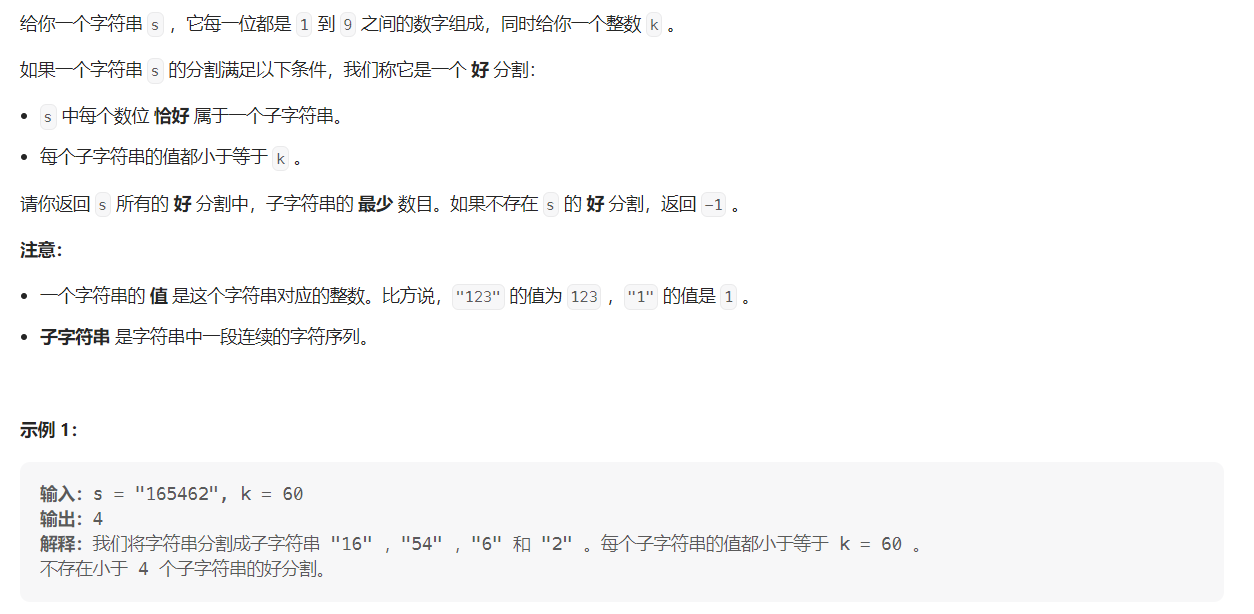 给你一个字符串 s ，它每一位都是 1 到 9 之间的数字组成，同时给你一个整数 k 。
如果一个字符串 s 的分割满足以下条件，我们称它是一个 好 分割：
• s 中每个数位 恰好 属于一个子字符串。
• 每个子字符串的值都小于等于 k 。
请你返回 s 所有的 好 分割中，子字符串的 最少 数目。如果不存在 s 的 好 分割，返回 -1 。
注意：
• 一个字符串的 值 是这个字符串对应的整数。比方说，"123" 的值为 123 ，"1" 的值是 1 。
• 子字符串 是字符串中一段连续的字符序列。
示例 1：
输入：s = "165462", k = 60
输出：4
解释：我们将字符串分割成子字符串 "16" ，"54" ，"6" 和 "2" 。每个子字符串的值都小于等于 k = 60 。
不存在小于 4 个子字符串的好分割。